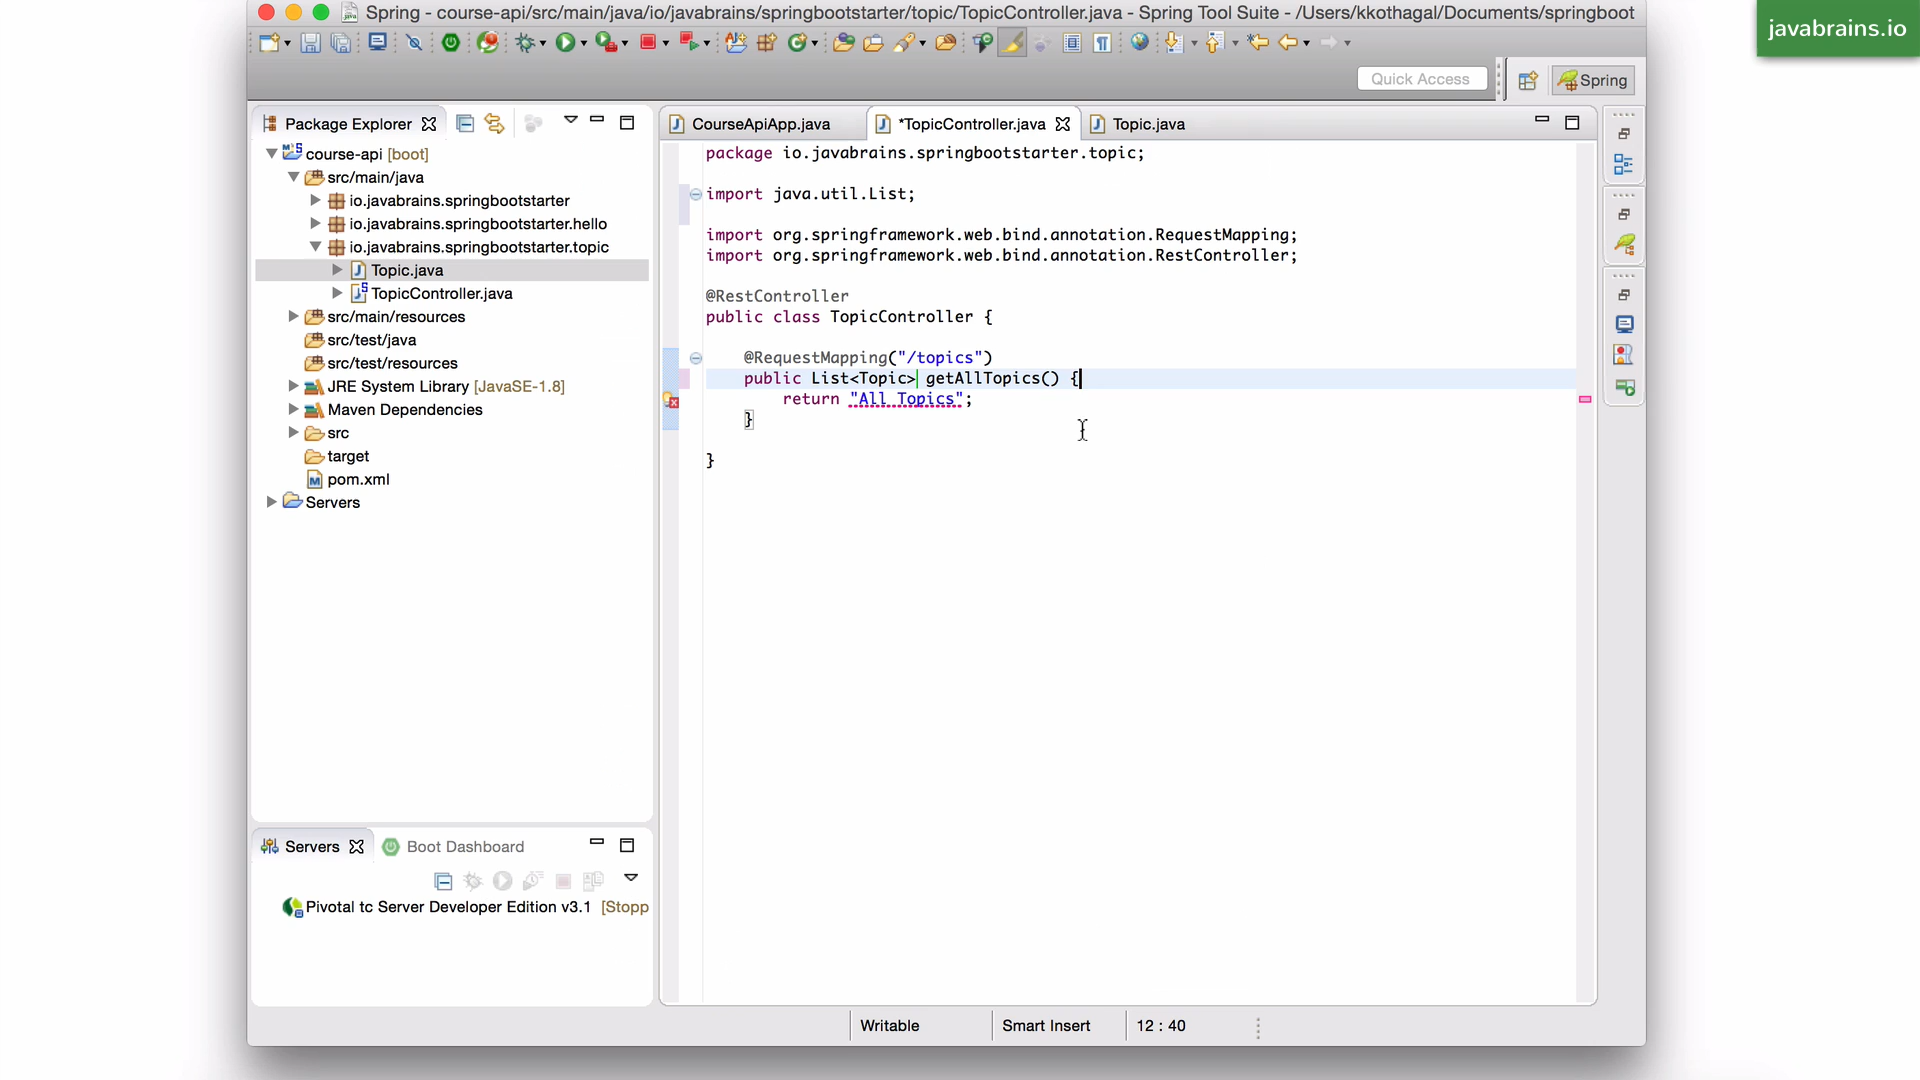 Spring - course-api/src/main/java/io/javabrains/springbootstarter/topic/TopicController.java - Spring Tool Suite - /Users/kkothagal/Documents/springboot
javabrains.io
Quick Access
Spring
Package Explorer
course-api [boot]
src/main/java
io.javabrains.springbootstarter
io.javabrains.springbootstarter.hello
io.javabrains.springbootstarter.topic
Topic.java
TopicController.java
src/main/resources
src/test/java
src/test/resources
JRE System Library [JavaSE-1.8]
Maven Dependencies
src
target
pom.xml
Servers
CourseApiApp.java
*TopicController.java
Topic.java
package io.javabrains.springbootstarter.topic;
import java.util.List;
import org.springframework.web.bind.annotation.RequestMapping;
import org.springframework.web.bind.annotation.RestController;
@RestController
public class TopicController {
@RequestMapping("/topics")
public List<Topic> getAllTopics() {
return "All Topics";
}
}
Servers
Boot Dashboard
Pivotal tc Server Developer Edition v3.1 [Stopp
Writable
Smart Insert
12 : 40